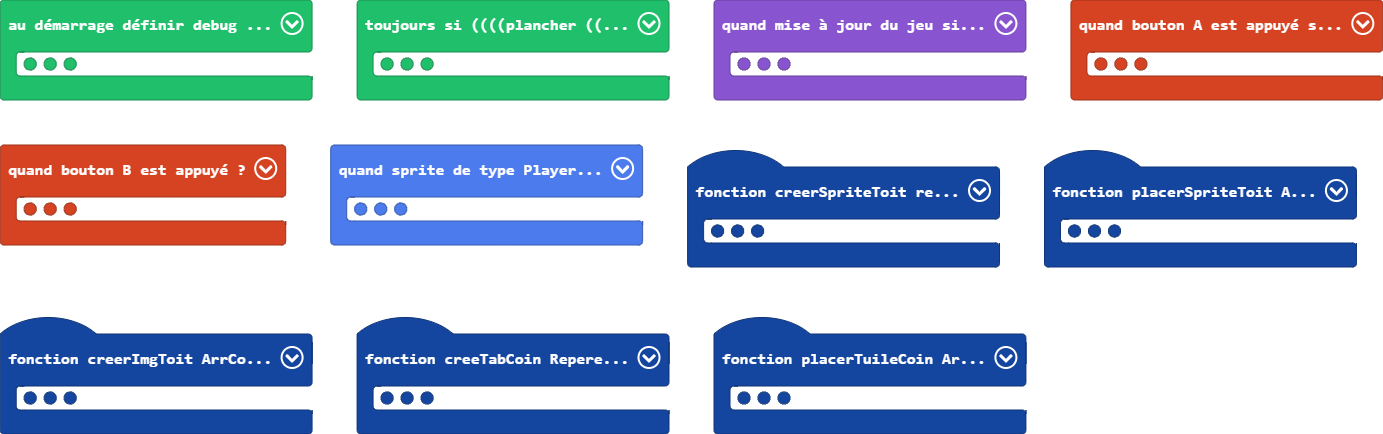 au démarrage définir debug ...
toujours si ((((plancher ((...
quand mise à jour du jeu si...
quand bouton A est appuyé s...
quand bouton B est appuyé ?
quand sprite de type Player...
fonction creerSpriteToit re...
fonction placerSpriteToit A...
fonction creerImgToit ArrCo...
fonction creeTabCoin Repere...
fonction placerTuileCoin Ar...